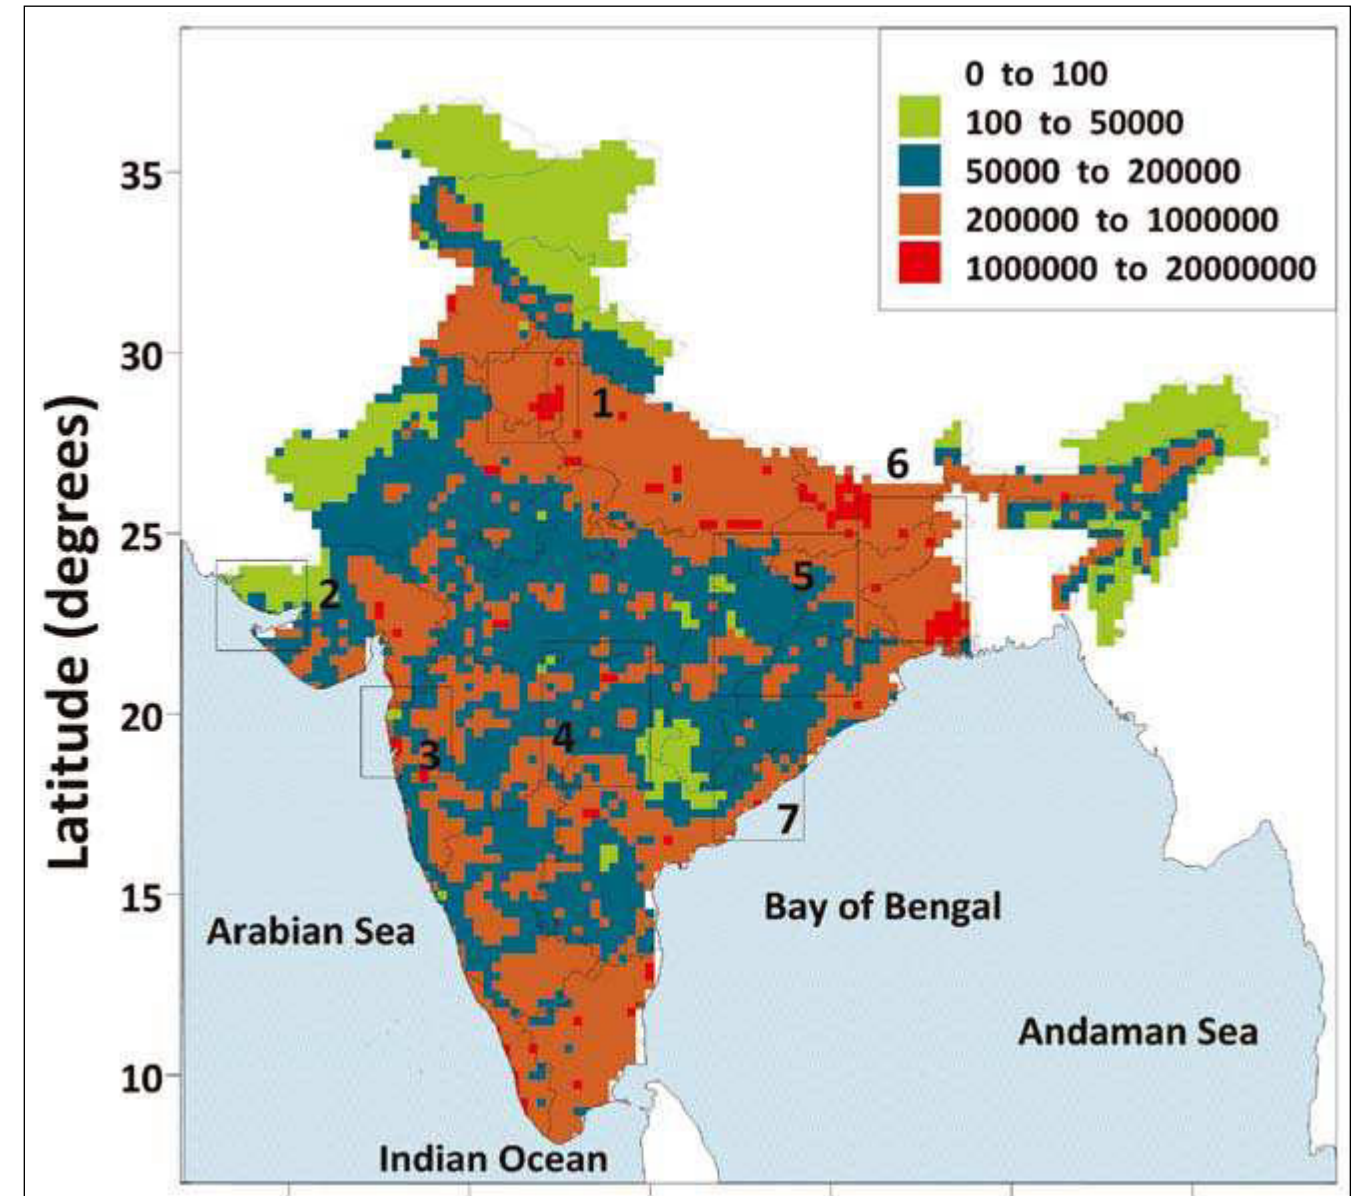 0 to 100
100 to 50000
50000 to 200000
200000 to 1000000
1000000 to 20000000
Latitude (degrees)
35
30
25
20
15
10
1
2
3
4
5
6
7
Arabian Sea
Bay of Bengal
Andaman Sea
Indian Ocean